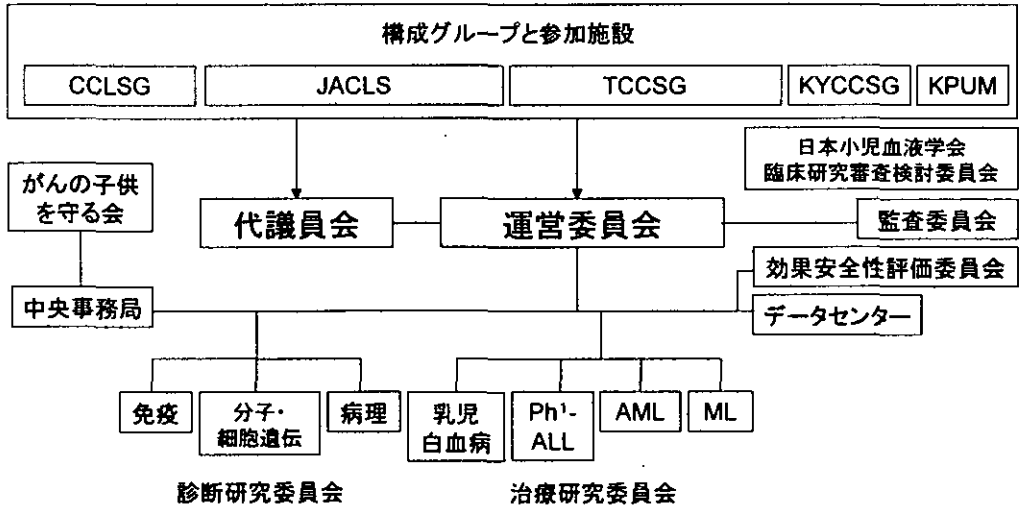 構成グループと参加施設
CCLSG
JACLS
TCCSG
KYCCSG
KPUM
日本小児血液学会
臨床研究審査検討委員会
がんの子供
を守る会
代議員会
運営委員会
監査委員会
効果安全性評価委員会
中央事務局
データセンター
免疫
分子・
細胞遺伝
病理
乳児
白血病
Ph¹-
ALL
AML
ML
診断研究委員会
治療研究委員会